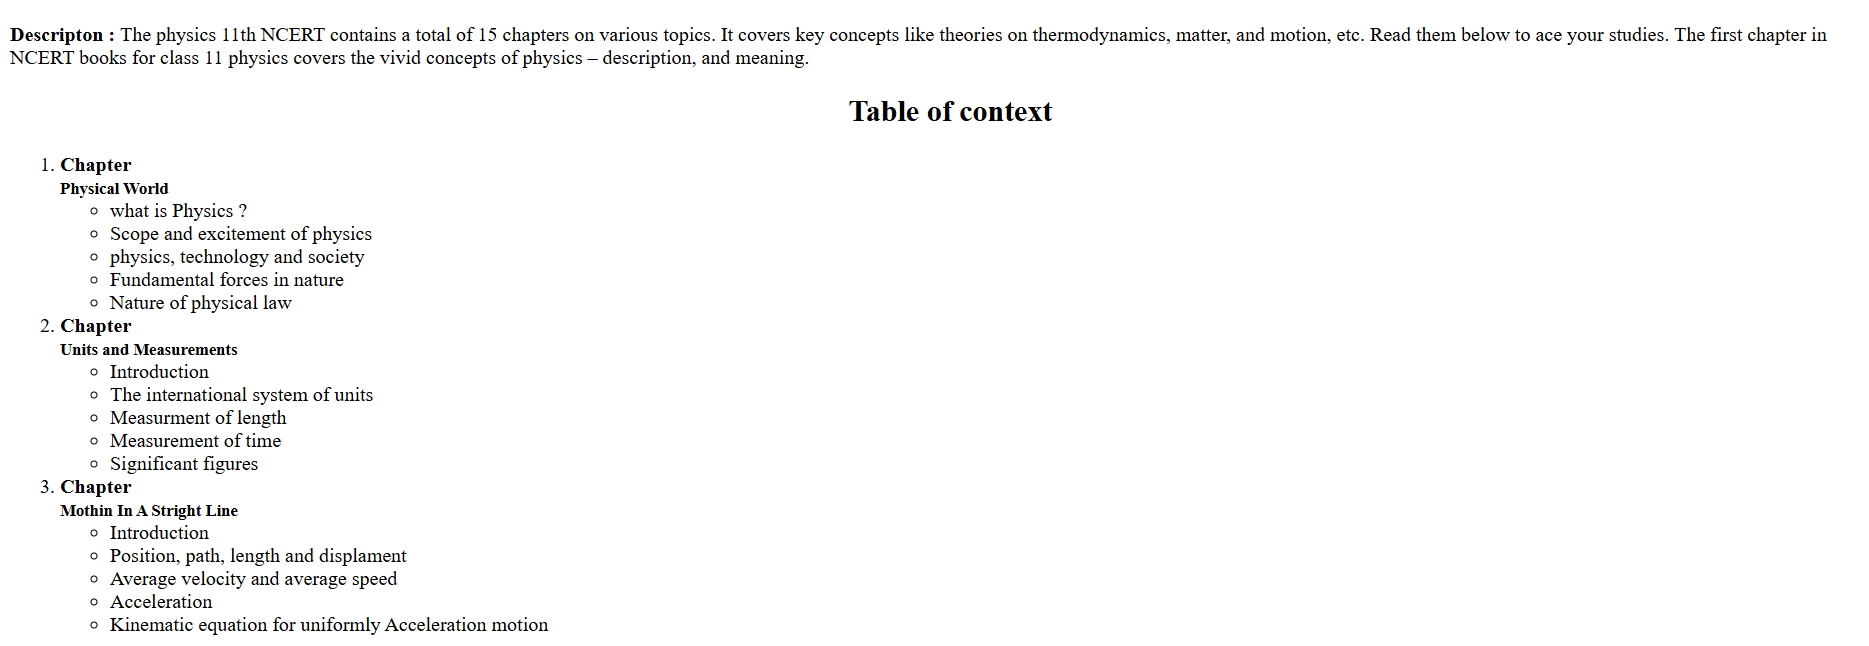 Descripton : The physics 11th NCERT contains a total of 15 chapters on various topics. It covers key concepts like theories on thermodynamics, matter, and motion, etc. Read them below to ace your studies. The first chapter in
NCERT books for class 11 physics covers the vivid concepts of physics – description, and meaning.
Table of context
1. Chapter
Physical World
what is Physics ?
Scope and excitement of physics
physics, technology and society
Fundamental forces in nature
Nature of physical law
2. Chapter
Units and Measurements
Introduction
The international system of units
Measurment of length
Measurement of time
Significant figures
3. Chapter
Mothin In A Stright Line
Introduction
Position, path, length and displament
Average velocity and average speed
Acceleration
Kinematic equation for uniformly Acceleration motion